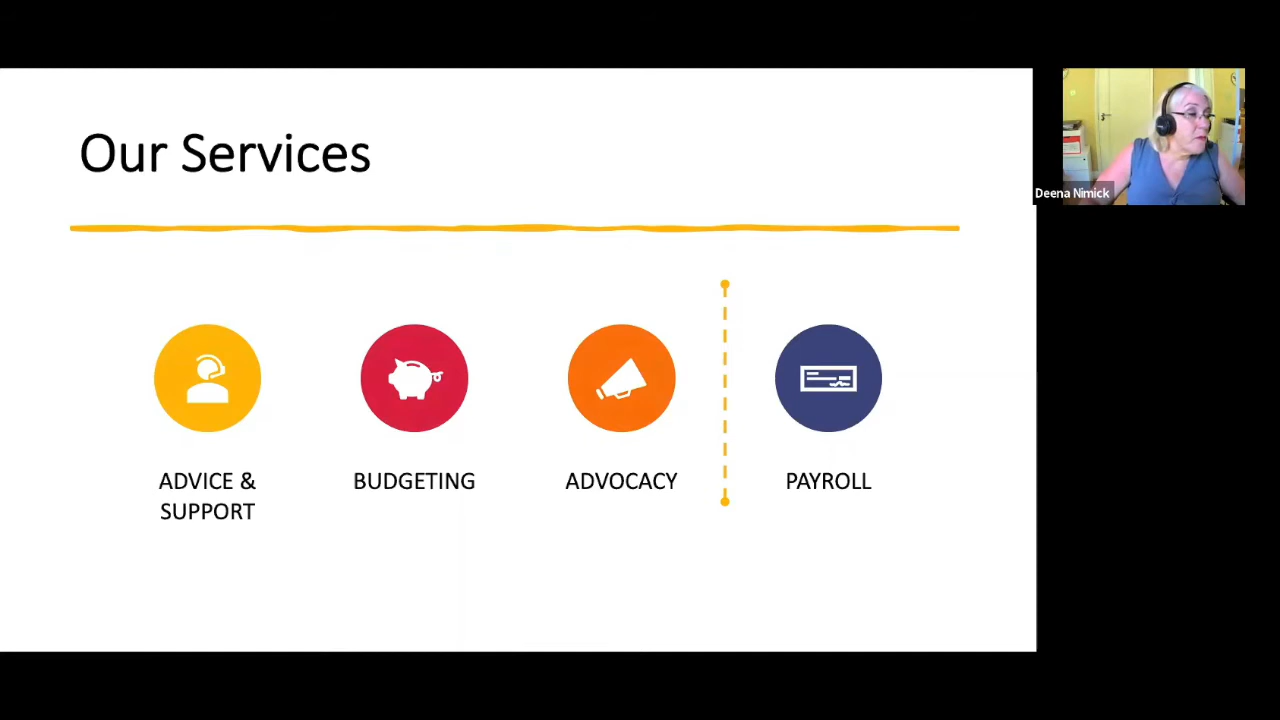 Our Services
ADVICE &
SUPPORT
BUDGETING
ADVOCACY
PAYROLL
Deena Nimick